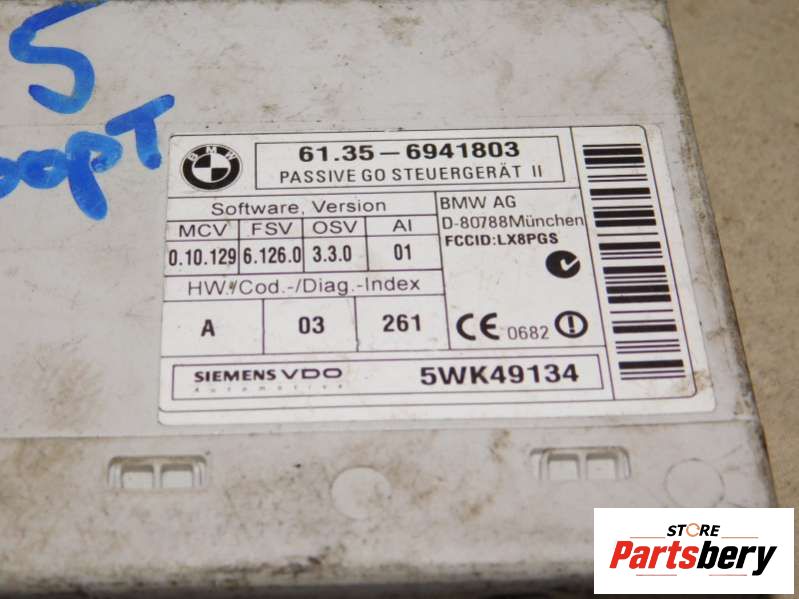 5
BMW
61.35-6941803
PASSIVE GO STEUERGERÄT II
Software, Version
MCV FSV OSV AI
0.10.129 6.126.0 3.3.0 01
HW./Cod.-/Diag.-Index
A 03 261
BMW AG
D-80788München
FCCID:LX8PGS
CE 0682
SIEMENS VDO
Automotive
5WK49134
STORE
Partsbery